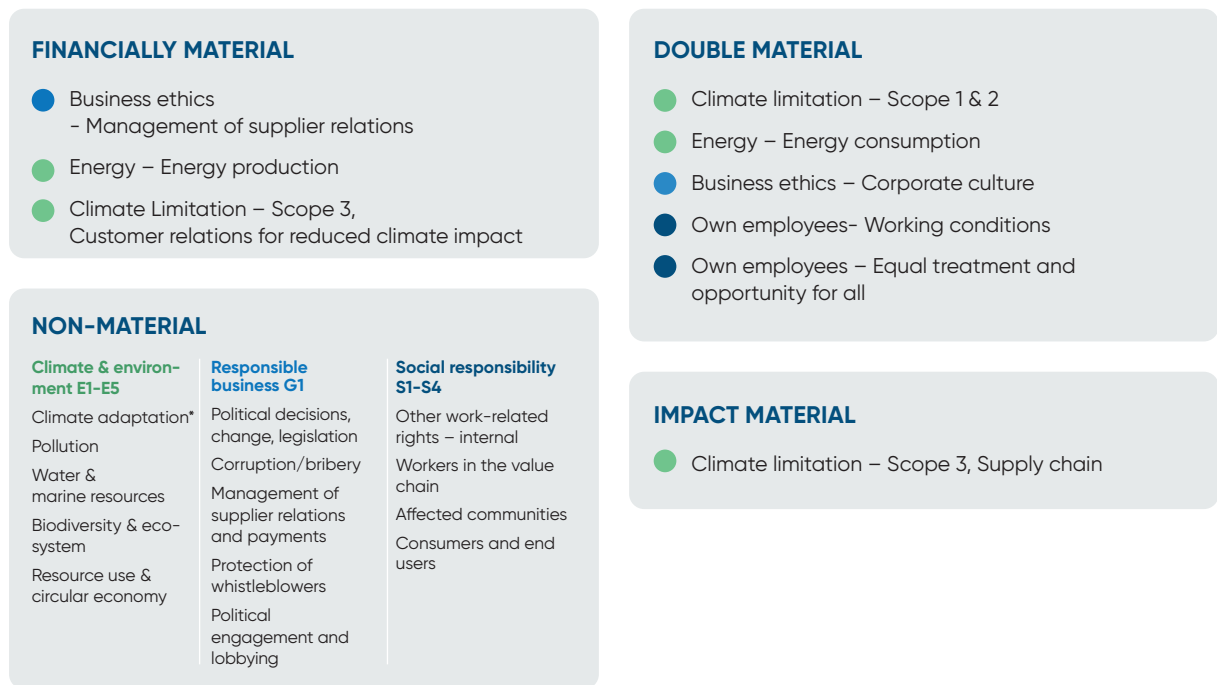 FINANCIALLY MATERIAL
Business ethics
- Management of supplier relations
Energy – Energy production
Climate Limitation – Scope 3,
Customer relations for reduced climate impact
NON-MATERIAL
Climate & environ-
ment E1-E5
Climate adaptation*
Pollution
Water &
marine resources
Biodiversity & eco-
system
Resource use &
circular economy
Responsible
business G1
Political decisions,
change, legislation
Corruption/bribery
Management of
supplier relations
and payments
Protection of
whistleblowers
Political
engagement and
lobbying
Social responsibility
S1-S4
Other work-related
rights – internal
Workers in the value
chain
Affected communities
Consumers and end
users
DOUBLE MATERIAL
Climate limitation – Scope 1 & 2
Energy – Energy consumption
Business ethics – Corporate culture
Own employees- Working conditions
Own employees – Equal treatment and
opportunity for all
IMPACT MATERIAL
Climate limitation – Scope 3, Supply chain